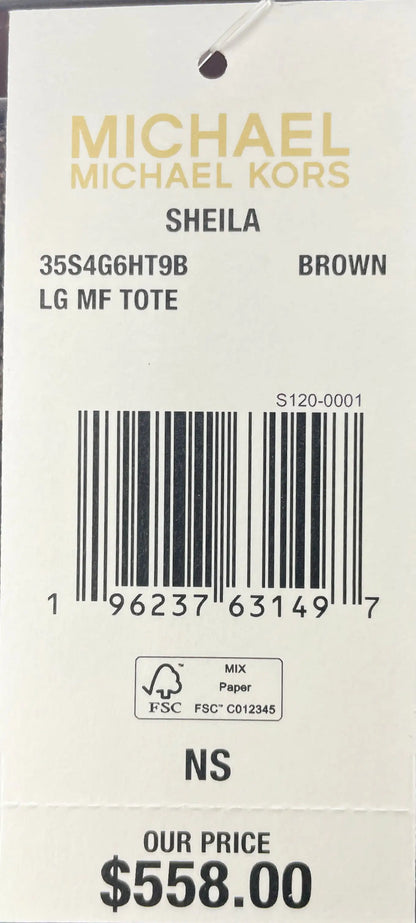 MICHAEL
MICHAEL KORS
SHEILA
35S4G6HT9B BROWN
LG MF TOTE
S120-0001
1 96237 63149 7
MIX
Paper
FSC™ FSC™ C012345
NS
OUR PRICE
$558.00